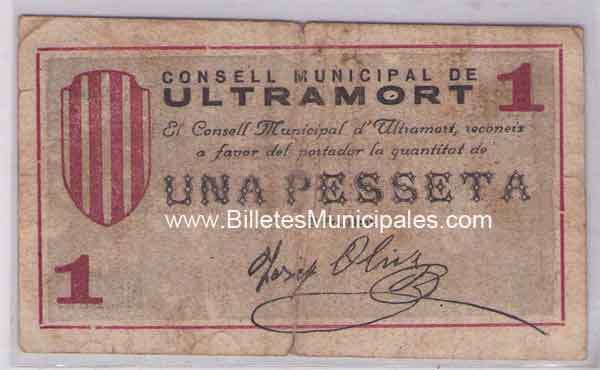 CONSELL MUNICIPAL DE
ULTRAMORT
1
El Consell Municipal d'Ultramort, reconeix
a favor del portador la quantitat de
UNA PESSETA
www.BilletesMunicipales.com
1
Josep